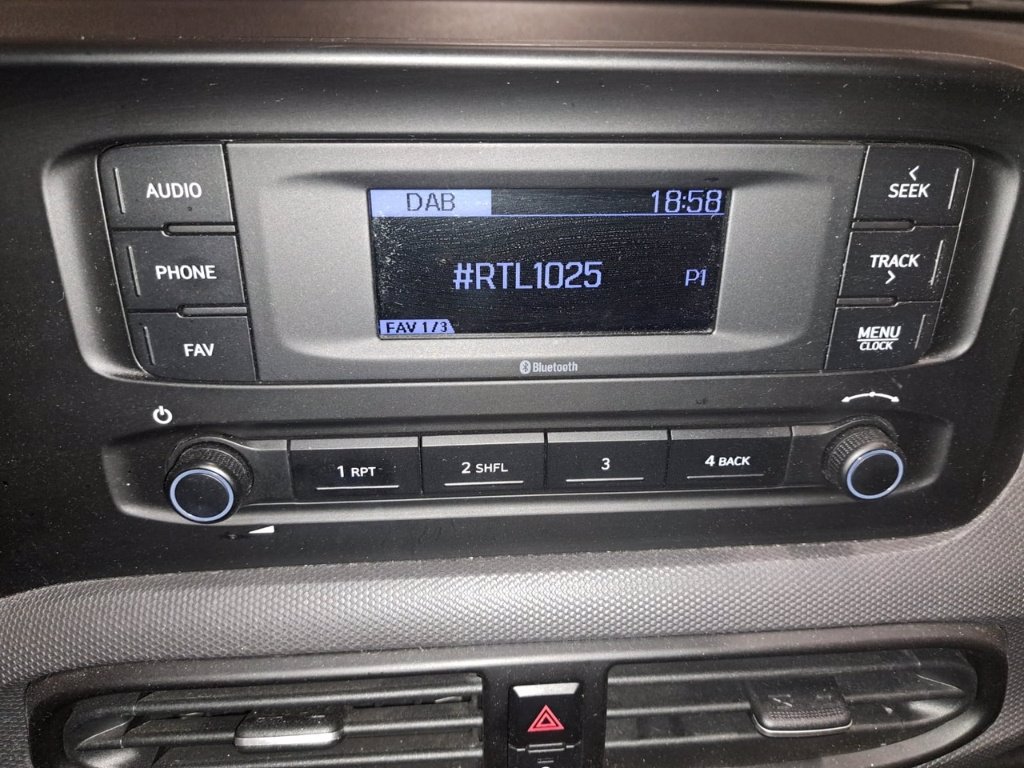 AUDIO
PHONE
FAV
DAB 18:58
#RTL1025 P1
FAV 1/3
Bluetooth
< SEEK
TRACK >
MENU
CLOCK
1 RPT
2 SHFL
3
4 BACK